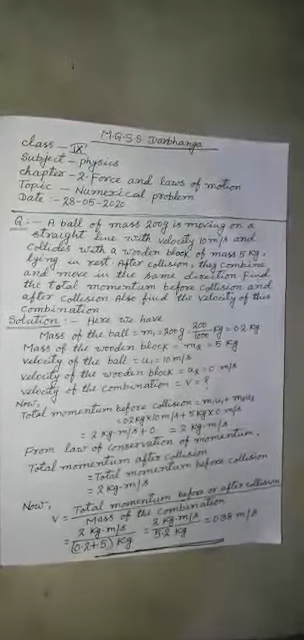 M.G.S.S Darbhanga
class - IX
Subject - physics
chapter - 2. Force and laws of motion
Topic - Numerical problem
Date :- 28-05-2020
Q:- A ball of mass 200g is moving on a
straight line with velocity 10 m/s and
collides with a wooden block of mass 5 kg,
lying in rest. After collision, they combine
and move in the same direction Find
the total momentum before collision and
after collision Also find the velocity of this
combination
Solution :- Here we have
Mass of the ball = m₁ = 200g 200/1000 kg = 0.2 kg
Mass of the wooden block = m₂ = 5 kg
velocity of the ball = u₁ = 10 m/s
velocity of the wooden block = u₂ = 0 m/s
velocity of the combination = v = ?
Now,
Total momentum before collision = m₁u₁ + m₂u₂
= 0.2 kg x 10 m/s + 5 kg x 0 m/s
= 2 kg.m/s + 0 = 2 kg.m/s
From law of conservation of momentum,
Total momentum after collision
= Total momentum before collision
= 2 kg-m/s
Now,
V = Total momentum before or after collision
Mass of the combination
= 2 kg-m/s / (0.2+5) kg = 2 kg-m/s / 5.2 kg = 0.38 m/s